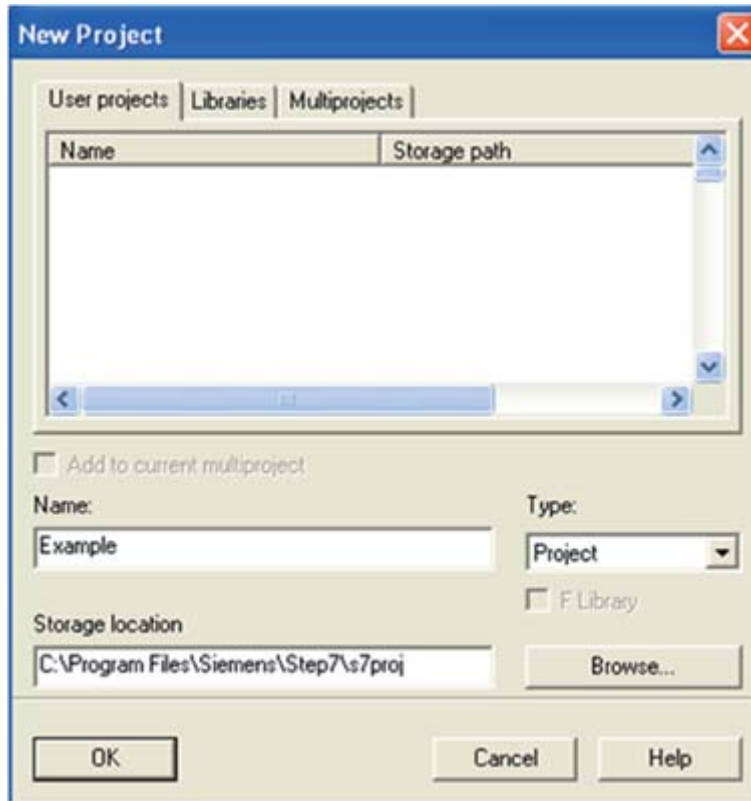 New Project
User projects Libraries Multiprojects
Name Storage path
Add to current multiproject
Name: Type:
Example Project
F Library
Storage location
C:\Program Files\Siemens\Step7\s7proj Browse...
OK Cancel Help